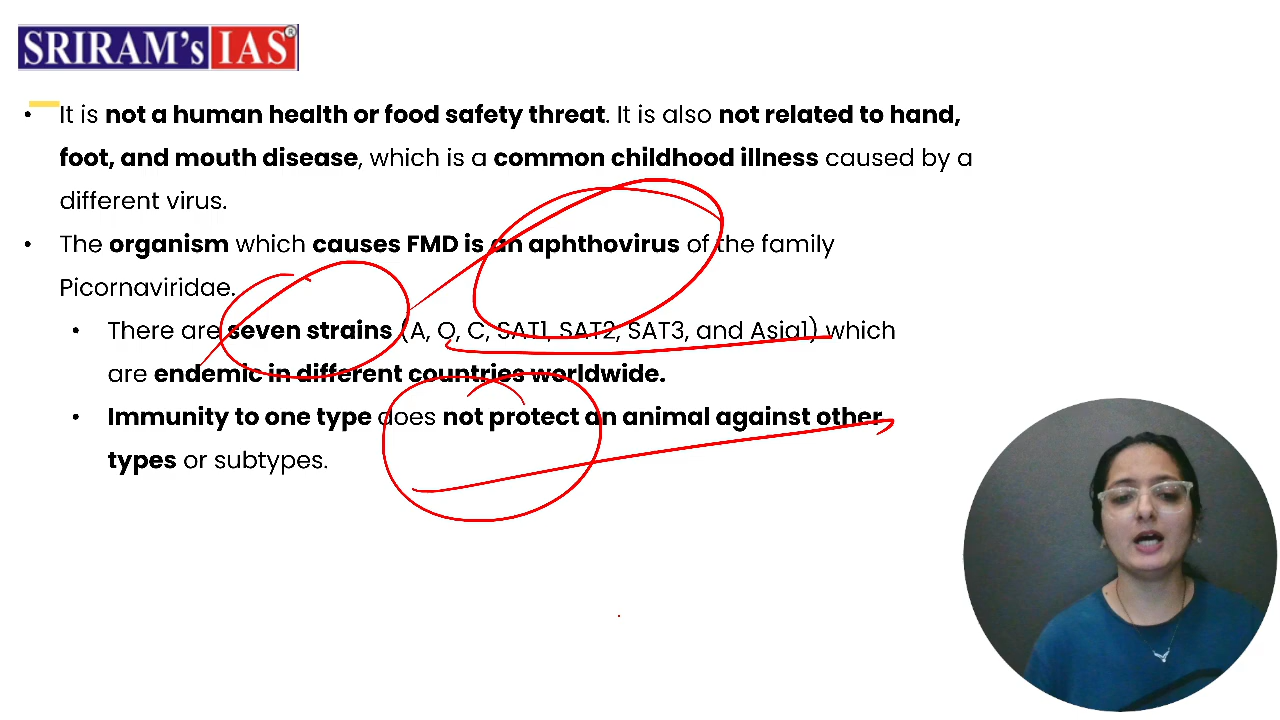 SRIRAM's IAS®
• It is not a human health or food safety threat. It is also not related to hand,
foot, and mouth disease, which is a common childhood illness caused by a
different virus.
• The organism which causes FMD is an aphthovirus of the family
Picornaviridae.
• There are seven strains (A, O, C, SAT1, SAT2, SAT3, and Asia1) which
are endemic in different countries worldwide.
• Immunity to one type does not protect an animal against other
types or subtypes.